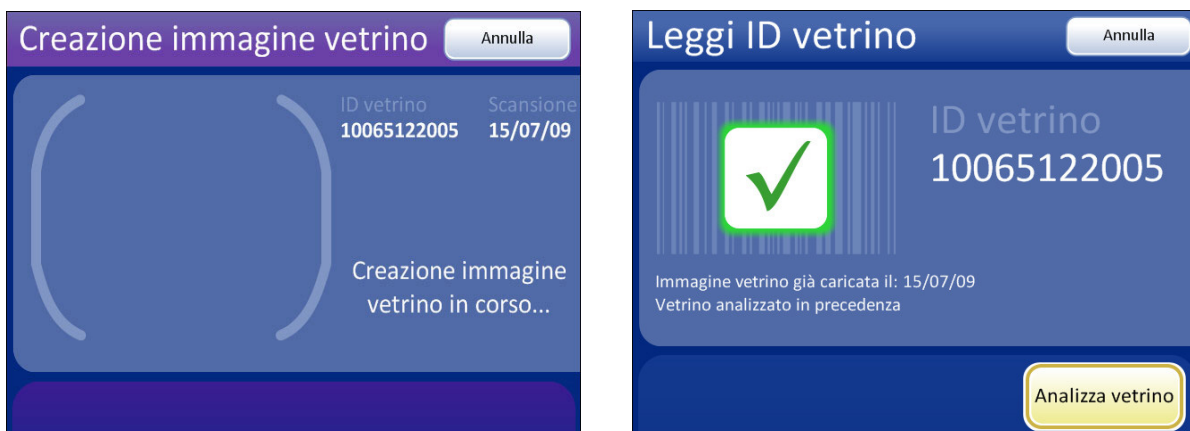 Creazione immagine vetrino
Annulla
ID vetrino
Scansione
10065122005
15/07/09
Creazione immagine
vetrino in corso...
Leggi ID vetrino
Annulla
ID vetrino
10065122005
Immagine vetrino già caricata il: 15/07/09
Vetrino analizzato in precedenza
Analizza vetrino